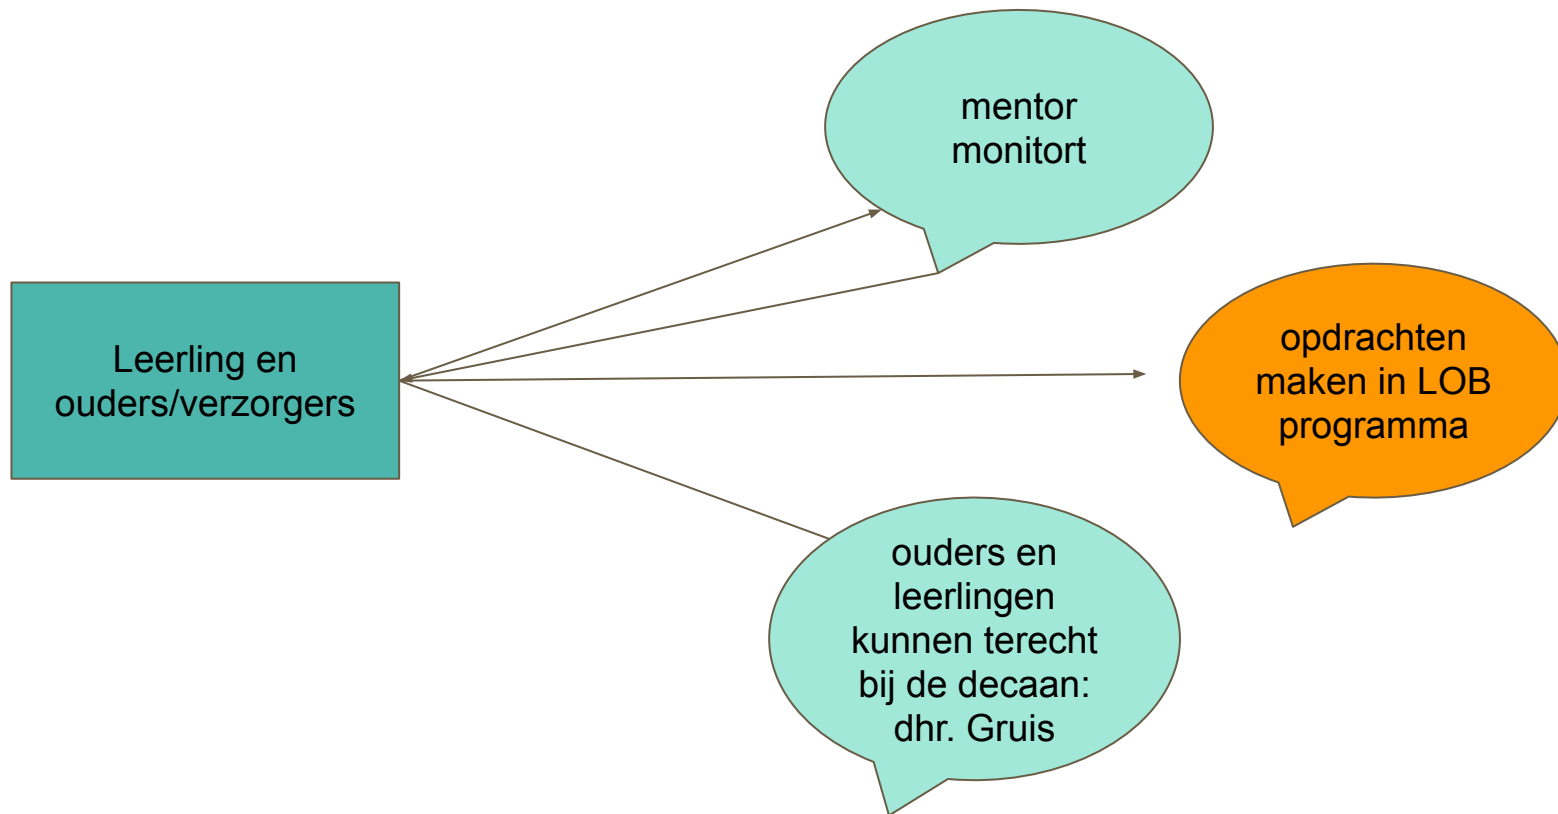 mentor
monitort
Leerling en
ouders/verzorgers
opdrachten
maken in LOB
programma
ouders en
leerlingen
kunnen terecht
bij de decaan:
dhr. Gruis